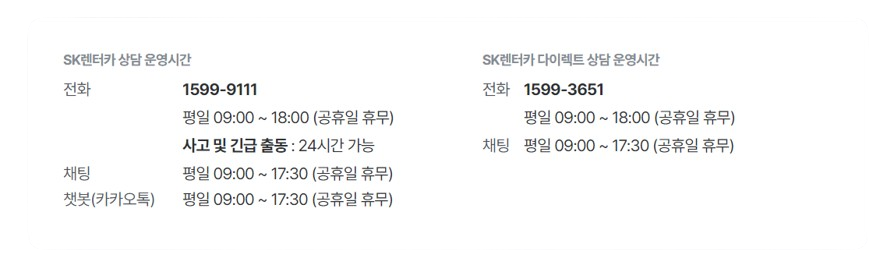 SK렌터카 상담 운영시간
전화 1599-9111
평일 09:00 ~ 18:00 (공휴일 휴무)
사고 및 긴급 출동 : 24시간 가능
채팅 평일 09:00 ~ 17:30 (공휴일 휴무)
챗봇(카카오톡) 평일 09:00 ~ 17:30 (공휴일 휴무)
SK렌터카 다이렉트 상담 운영시간
전화 1599-3651
평일 09:00 ~ 18:00 (공휴일 휴무)
채팅 평일 09:00 ~ 17:30 (공휴일 휴무)